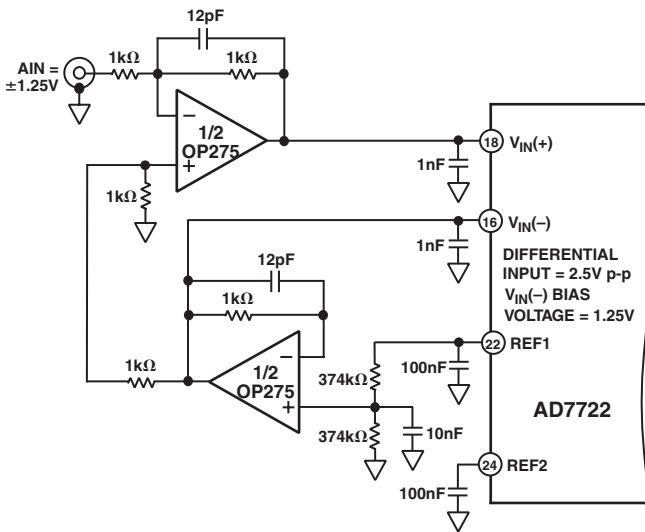 12pF
AIN =
±1.25V
1kΩ
1kΩ
–
+
1/2
OP275
1kΩ
1nF
18
VIN(+)
16
VIN(–)
1nF
12pF
1kΩ
1kΩ
1/2
OP275
–
+
374kΩ
374kΩ
10nF
100nF
DIFFERENTIAL
INPUT = 2.5V p-p
VIN(–) BIAS
VOLTAGE = 1.25V
22
REF1
AD7722
24
REF2
100nF